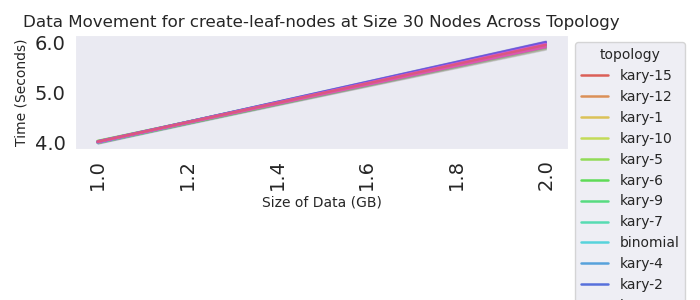 Data Movement for create-leaf-nodes at Size 30 Nodes Across Topology
Time (Seconds)
6.0
5.0
4.0
1.0
1.2
1.4
1.6
1.8
2.0
Size of Data (GB)
topology
kary-15
kary-12
kary-1
kary-10
kary-5
kary-6
kary-9
kary-7
binomial
kary-4
kary-2